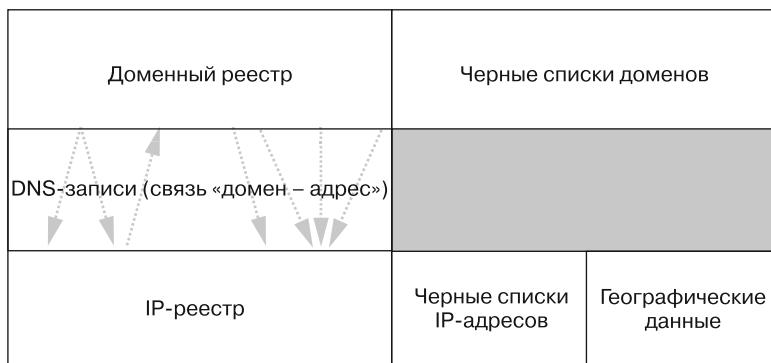 Доменный реестр
Черные списки доменов
DNS-записи (связь «домен – адрес»)
IP-реестр
Черные списки
IP-адресов
Географические
данные